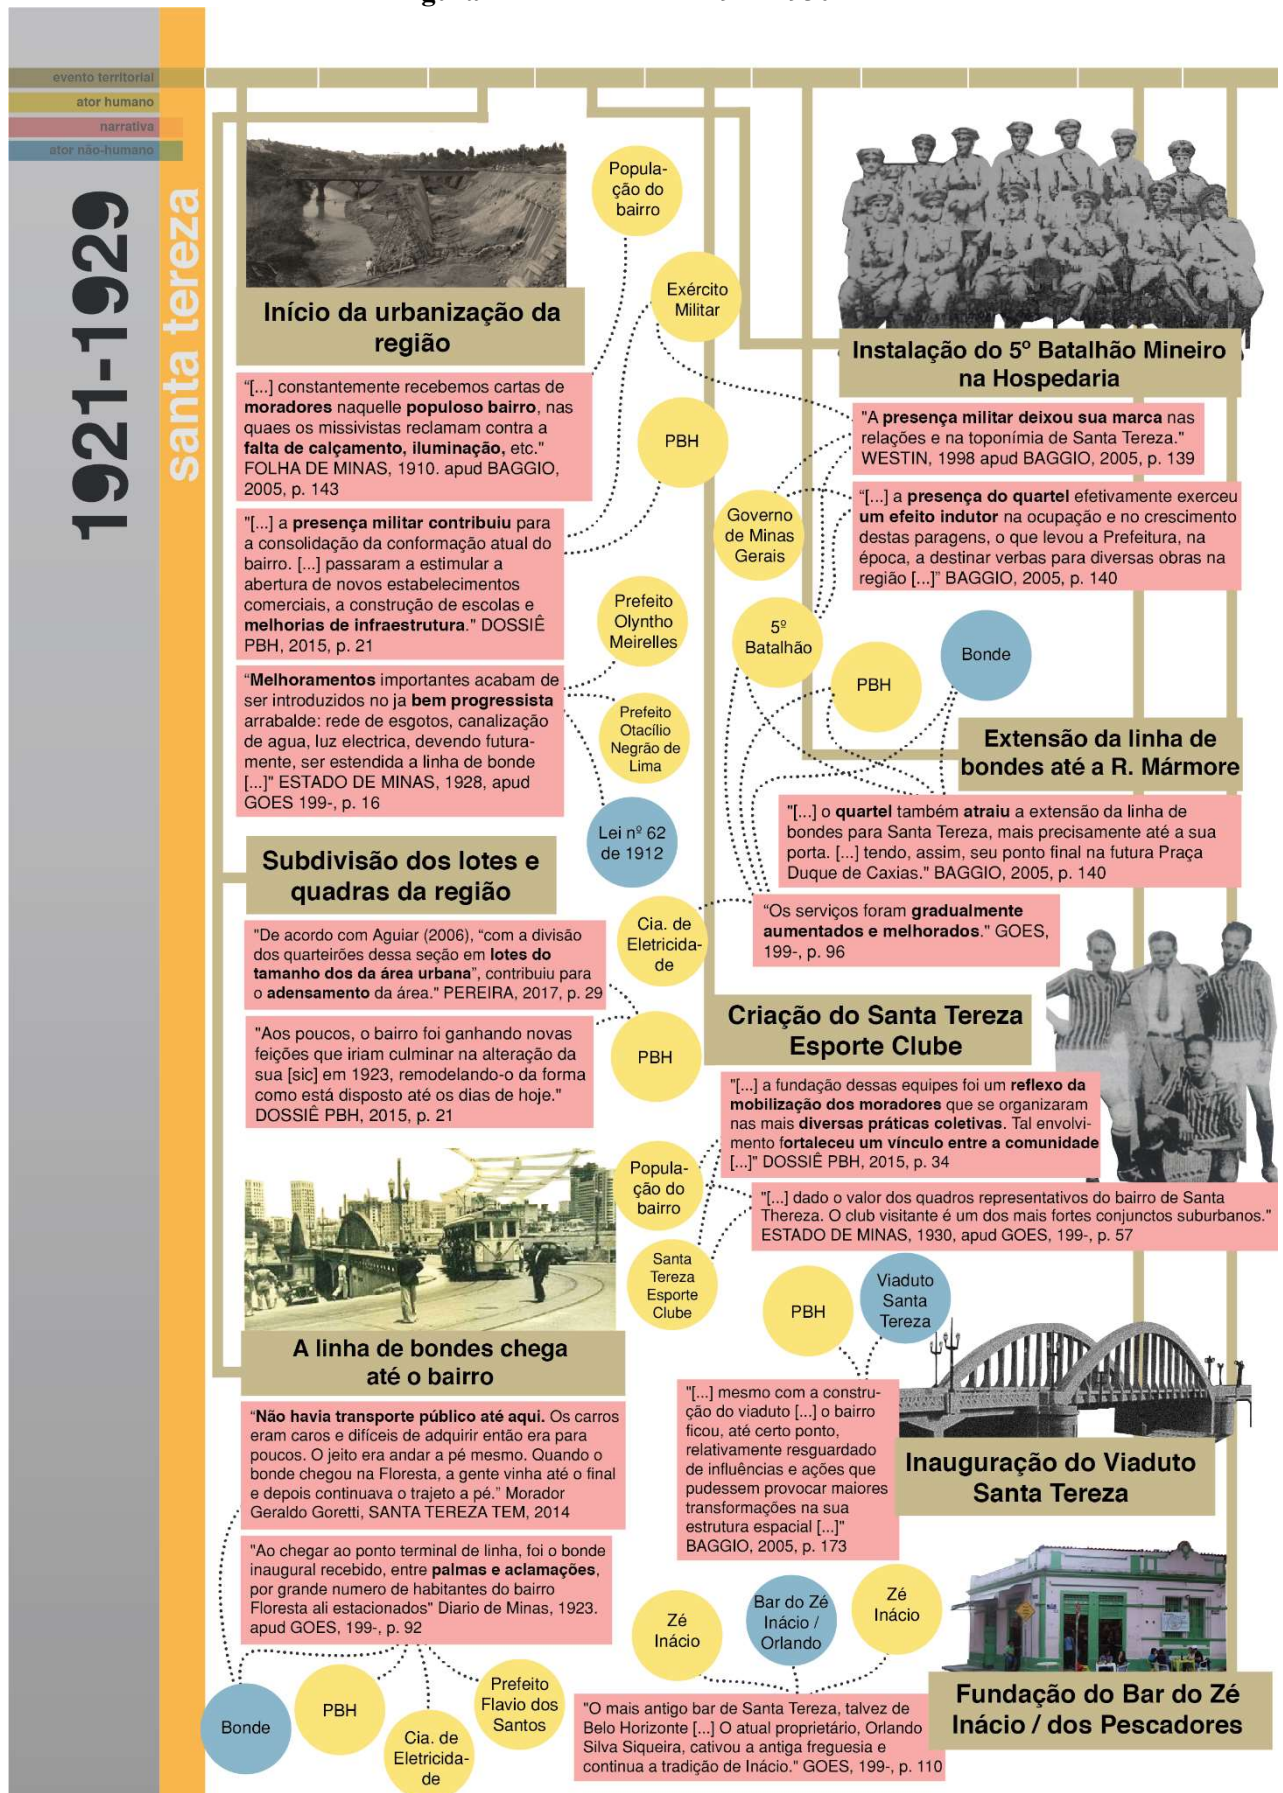 evento territorial
ator humano
narrativa
ator não-humano
1921-1929
santa tereza
Início da urbanização da
região
"[...] constantemente recebemos cartas de
moradores naquelle populoso bairro, nas
quaes os missivistas reclamam contra a
falta de calçamento, iluminação, etc."
FOLHA DE MINAS, 1910. apud BAGGIO,
2005, p. 143
"[...] a presença militar contribuiu para
a consolidação da conformação atual do
bairro. [...] passaram a estimular a
abertura de novos estabelecimentos
comerciais, a construção de escolas e
melhorias de infraestrutura." DOSSIÊ
PBH, 2015, p. 21
“Melhoramentos importantes acabam de
ser introduzidos no ja bem progressista
arrabalde: rede de esgotos, canalização
de agua, luz electrica, devendo futura-
mente, ser estendida a linha de bonde
[...]" ESTADO DE MINAS, 1928, apud
GOES 199-, p. 16
Popula-
ção do
bairro
Exército
Militar
PBH
Prefeito
Olyntho
Meirelles
Prefeito
Otacílio
Negrão de
Lima
Lei nº 62
de 1912
Instalação do 5º Batalhão Mineiro
na Hospedaria
"A presença militar deixou sua marca nas
relações e na toponímia de Santa Tereza."
WESTIN, 1998 apud BAGGIO, 2005, p. 139
“[...] a presença do quartel efetivamente exerceu
um efeito indutor na ocupação e no crescimento
destas paragens, o que levou a Prefeitura, na
época, a destinar verbas para diversas obras na
região [...]” BAGGIO, 2005, p. 140
Governo
de Minas
Gerais
5º
Batalhão
PBH
Bonde
Extensão da linha de
bondes até a R. Mármore
"[...] o quartel também atraiu a extensão da linha de
bondes para Santa Tereza, mais precisamente até a sua
porta. [...] tendo, assim, seu ponto final na futura Praça
Duque de Caxias." BAGGIO, 2005, p. 140
“Os serviços foram gradualmente
aumentados e melhorados." GOES,
199-, p. 96
Cia. de
Eletricida-
de
Subdivisão dos lotes e
quadras da região
"De acordo com Aguiar (2006), “com a divisão
dos quarteirões dessa seção em lotes do
tamanho dos da área urbana”, contribuiu para
o adensamento da área." PEREIRA, 2017, p. 29
"Aos poucos, o bairro foi ganhando novas
feições que iriam culminar na alteração da
sua [sic] em 1923, remodelando-o da forma
como está disposto até os dias de hoje."
DOSSIÊ PBH, 2015, p. 21
PBH
Criação do Santa Tereza
Esporte Clube
"[...] a fundação dessas equipes foi um reflexo da
mobilização dos moradores que se organizaram
nas mais diversas práticas coletivas. Tal envolvi-
mento fortaleceu um vínculo entre a comunidade
[...]" DOSSIÊ PBH, 2015, p. 34
"[...] dado o valor dos quadros representativos do bairro de Santa
Thereza. O club visitante é um dos mais fortes conjunctos suburbanos."
ESTADO DE MINAS, 1930, apud GOES, 199-, p. 57
Popula-
ção do
bairro
Santa
Tereza
Esporte
Clube
A linha de bondes chega
até o bairro
“Não havia transporte público até aqui. Os carros
eram caros e difíceis de adquirir então era para
poucos. O jeito era andar a pé mesmo. Quando o
bonde chegou na Floresta, a gente vinha até o final
e depois continuava o trajeto a pé.” Morador
Geraldo Goretti, SANTA TEREZA TEM, 2014
"Ao chegar ao ponto terminal de linha, foi o bonde
inaugural recebido, entre palmas e aclamações,
por grande numero de habitantes do bairro
Floresta ali estacionados" Diario de Minas, 1923.
apud GOES, 199-, p. 92
Bonde
PBH
Cia. de
Eletricida-
de
Prefeito
Flavio dos
Santos
PBH
Viaduto
Santa
Tereza
"[...] mesmo com a constru-
ção do viaduto [...] o bairro
ficou, até certo ponto,
relativamente resguardado
de influências e ações que
pudessem provocar maiores
transformações na sua
estrutura espacial [...]"
BAGGIO, 2005, p. 173
Inauguração do Viaduto
Santa Tereza
Zé
Inácio
Bar do Zé
Inácio /
Orlando
Zé
Inácio
"O mais antigo bar de Santa Tereza, talvez de
Belo Horizonte [...] O atual proprietário, Orlando
Silva Siqueira, cativou a antiga freguesia e
continua a tradição de Inácio." GOES, 199-, p. 110
Fundação do Bar do Zé
Inácio / dos Pescadores